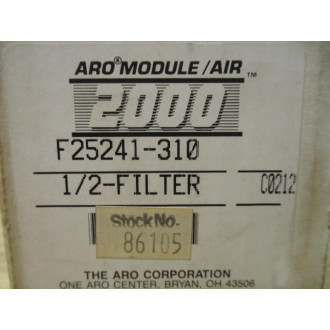 ARO® MODULE/AIR™
2000
F25241-310
1/2-FILTER C0212
Stock No.
86105
THE ARO CORPORATION
ONE ARO CENTER, BRYAN, OH 43506